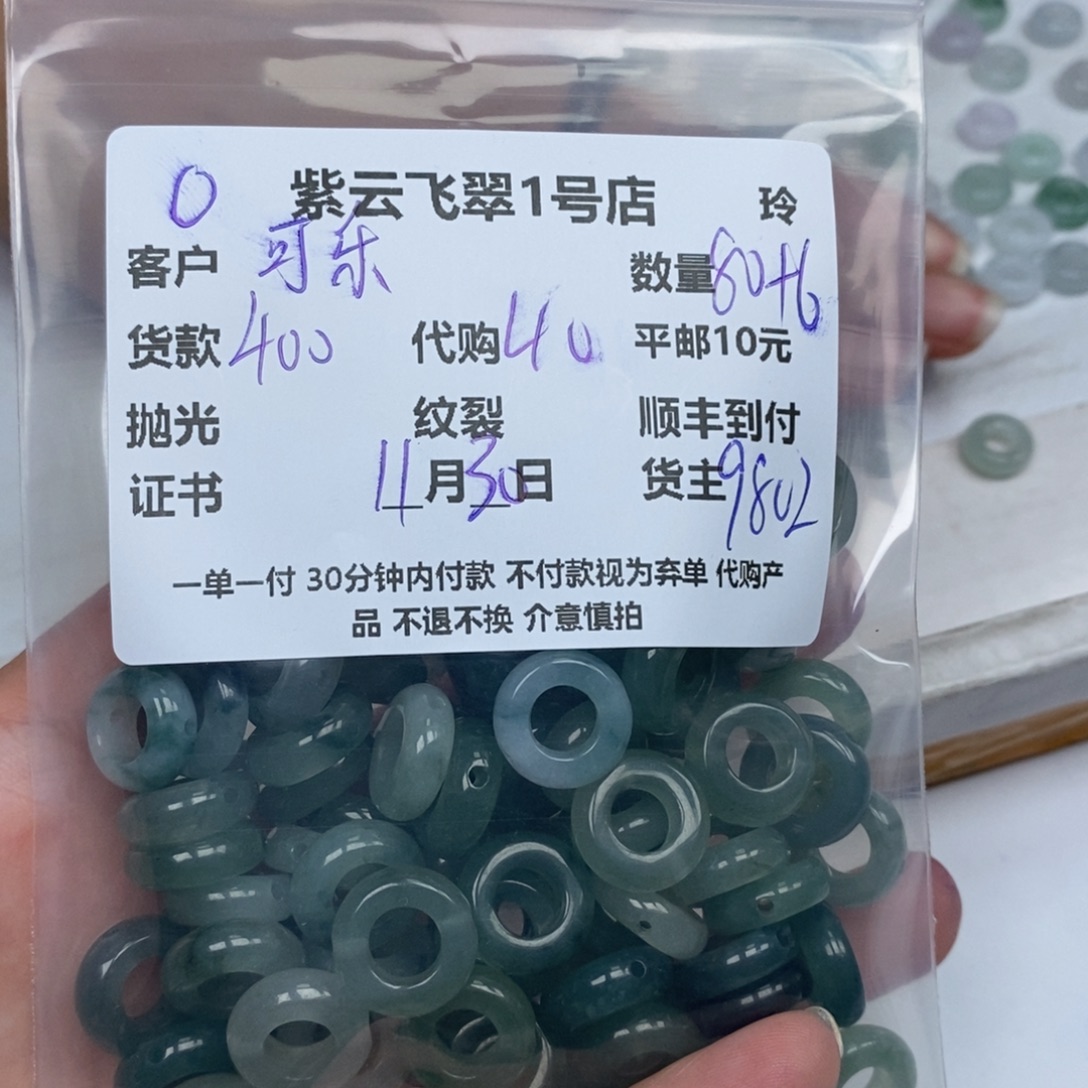 0 紫云飞翠1号店 玲
客户 可乐 数量 80+6
货款 400 代购 40 平邮10元
抛光 纹裂 顺丰到付
证书 11月30日 货主 9802
一单一付 30分钟内付款 不付款视为弃单 代购产
品 不退不换 介意慎拍